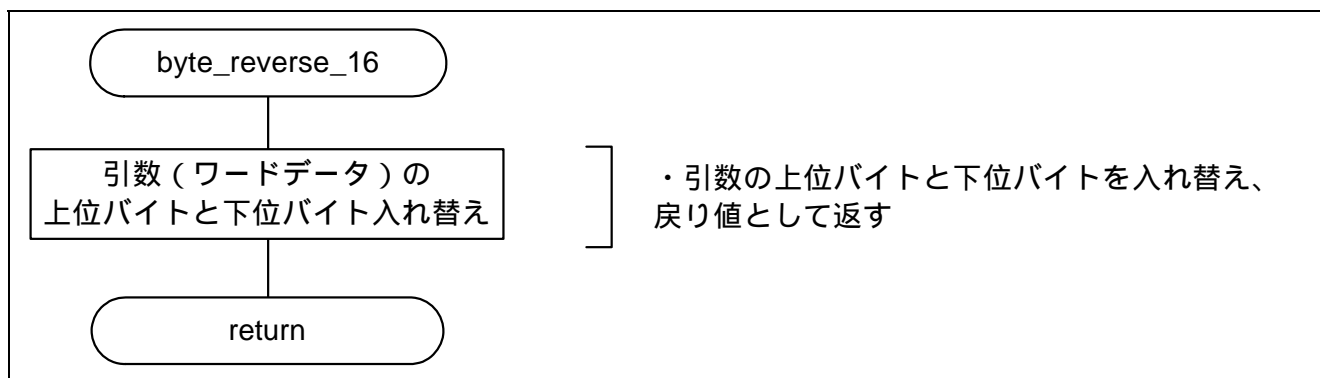 byte_reverse_16
引数（ワードデータ）の
上位バイトと下位バイト入れ替え
・引数の上位バイトと下位バイトを入れ替え、
戻り値として返す
return